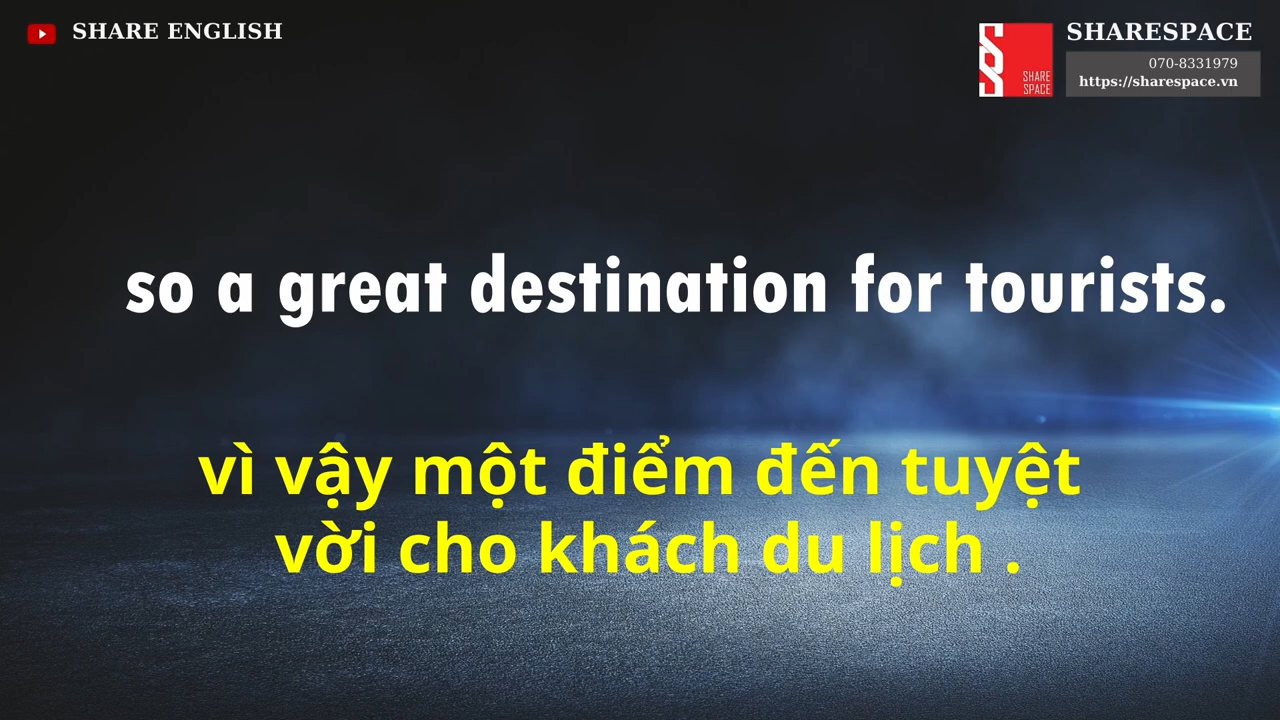 SHARE ENGLISH
SHARESPACE
070-8331979
https://sharespace.vn
SHARE
SPACE
so a great destination for tourists.
vì vậy một điểm đến tuyệt
vời cho khách du lịch .